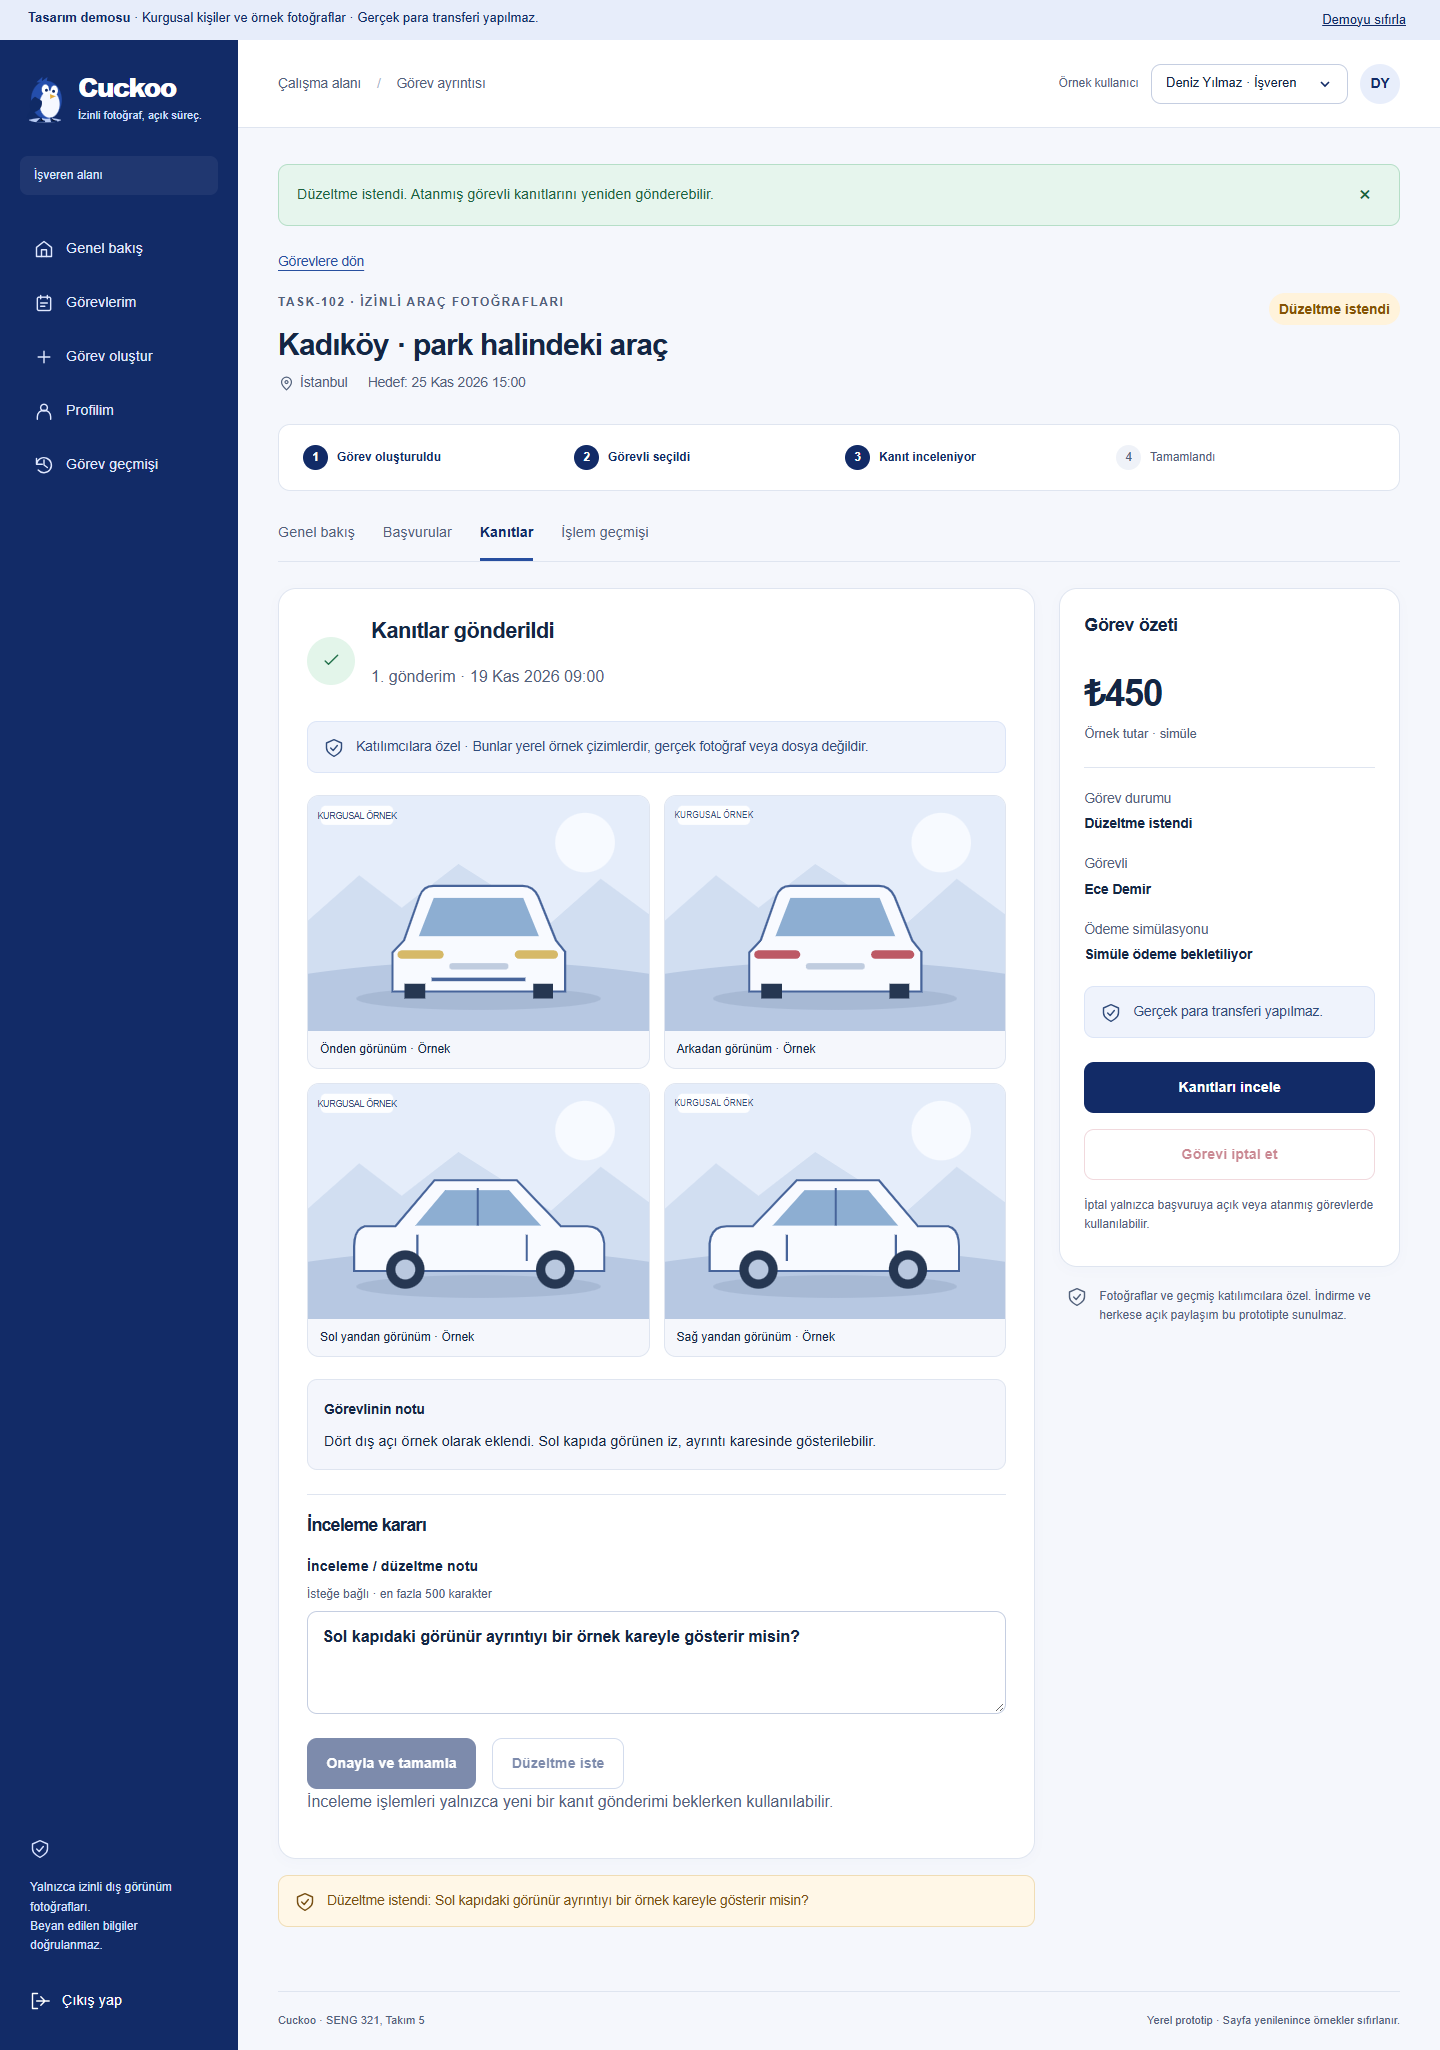 Tasarım demosu · Kurgusal kişiler ve örnek fotoğraflar · Gerçek para transferi yapılmaz.
Demoyu sıfırla
Cuckoo
İzinli fotoğraf, açık süreç.
İşveren alanı
Genel bakış
Görevlerim
Görev oluştur
Profilim
Görev geçmişi
Yalnızca izinli dış görünüm
fotoğrafları.
Beyan edilen bilgiler
doğrulanmaz.
Çıkış yap
Çalışma alanı / Görev ayrıntısı
Örnek kullanıcı
Deniz Yılmaz · İşveren
DY
Düzeltme istendi. Atanmış görevli kanıtlarını yeniden gönderebilir.
Görevlere dön
TASK-102 · İZİNLİ ARAÇ FOTOĞRAFLARI
Düzeltme istendi
Kadıköy · park halindeki araç
İstanbul Hedef: 25 Kas 2026 15:00
1 Görev oluşturuldu
2 Görevli seçildi
3 Kanıt inceleniyor
4 Tamamlandı
Genel bakış Başvurular Kanıtlar İşlem geçmişi
Kanıtlar gönderildi
1. gönderim · 19 Kas 2026 09:00
Katılımcılara özel · Bunlar yerel örnek çizimlerdir, gerçek fotoğraf veya dosya değildir.
KURGUSAL ÖRNEK
Önden görünüm · Örnek
KURGUSAL ÖRNEK
Arkadan görünüm · Örnek
KURGUSAL ÖRNEK
Sol yandan görünüm · Örnek
KURGUSAL ÖRNEK
Sağ yandan görünüm · Örnek
Görevlinin notu
Dört dış açı örnek olarak eklendi. Sol kapıda görünen iz, ayrıntı karesinde gösterilebilir.
İnceleme kararı
İnceleme / düzeltme notu
İsteğe bağlı · en fazla 500 karakter
Sol kapıdaki görünür ayrıntıyı bir örnek kareyle gösterir misin?
Onayla ve tamamla
Düzeltme iste
İnceleme işlemleri yalnızca yeni bir kanıt gönderimi beklerken kullanılabilir.
Düzeltme istendi: Sol kapıdaki görünür ayrıntıyı bir örnek kareyle gösterir misin?
Görev özeti
₺450
Örnek tutar · simüle
Görev durumu
Düzeltme istendi
Görevli
Ece Demir
Ödeme simülasyonu
Simüle ödeme bekletiliyor
Gerçek para transferi yapılmaz.
Kanıtları incele
Görevi iptal et
İptal yalnızca başvuruya açık veya atanmış görevlerde
kullanılabilir.
Fotoğraflar ve geçmiş katılımcılara özel. İndirme ve
herkese açık paylaşım bu prototipte sunulmaz.
Cuckoo · SENG 321, Takım 5
Yerel prototip · Sayfa yenilenince örnekler sıfırlanır.